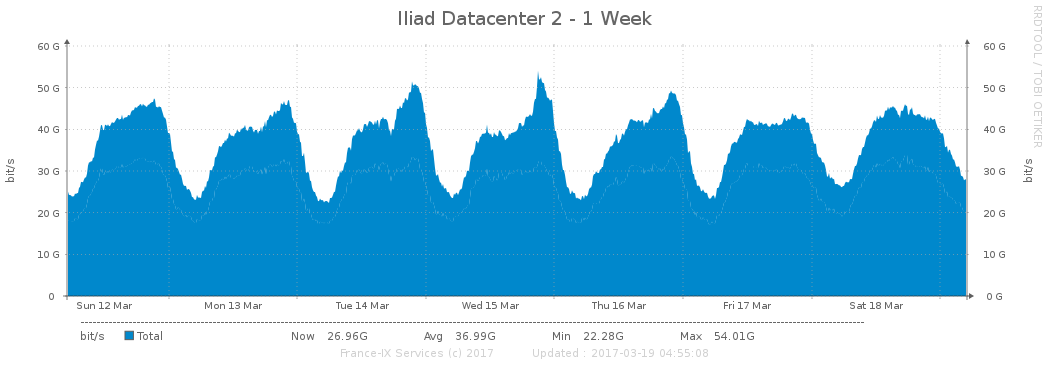 Iliad Datacenter 2 - 1 Week
RRDTOOL / TOBI OETIKER
60 G 60 G
50 G 50 G
40 G 40 G
30 G 30 G
20 G 20 G
10 G 10 G
0 0 G
bit/s
bit/s
Sun 12 Mar Mon 13 Mar Tue 14 Mar Wed 15 Mar Thu 16 Mar Fri 17 Mar Sat 18 Mar
bit/s Total Now 26.96G Avg 36.99G Min 22.28G Max 54.01G
France-IX Services (c) 2017 Updated : 2017-03-19 04:55:08